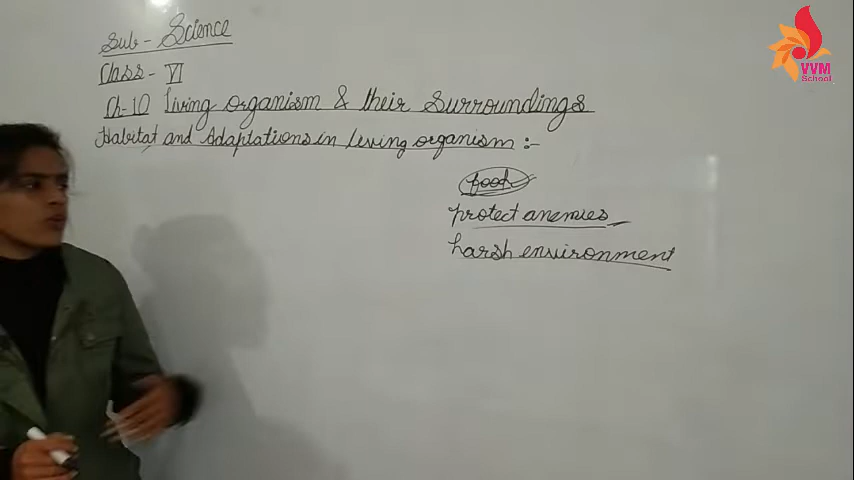 Sub - Science
Class - VI
Ch-10 Living organism & their Surroundings
Habitat and Adaptations in living organism :-
food
protect anemies
harsh environment
VVM
School